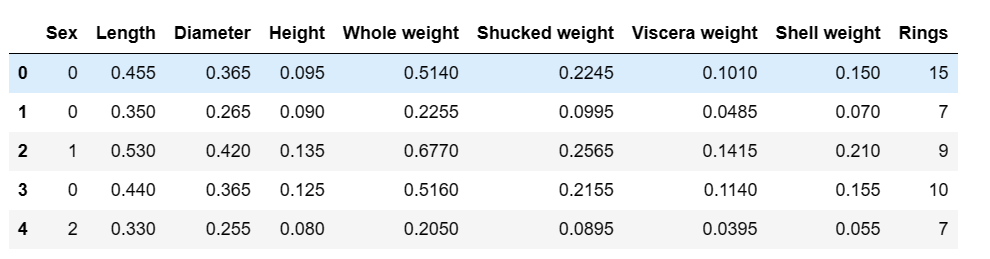 Sex Length Diameter Height Whole weight Shucked weight Viscera weight Shell weight Rings
0 0 0.455 0.365 0.095 0.5140 0.2245 0.1010 0.150 15
1 0 0.350 0.265 0.090 0.2255 0.0995 0.0485 0.070 7
2 1 0.530 0.420 0.135 0.6770 0.2565 0.1415 0.210 9
3 0 0.440 0.365 0.125 0.5160 0.2155 0.1140 0.155 10
4 2 0.330 0.255 0.080 0.2050 0.0895 0.0395 0.055 7